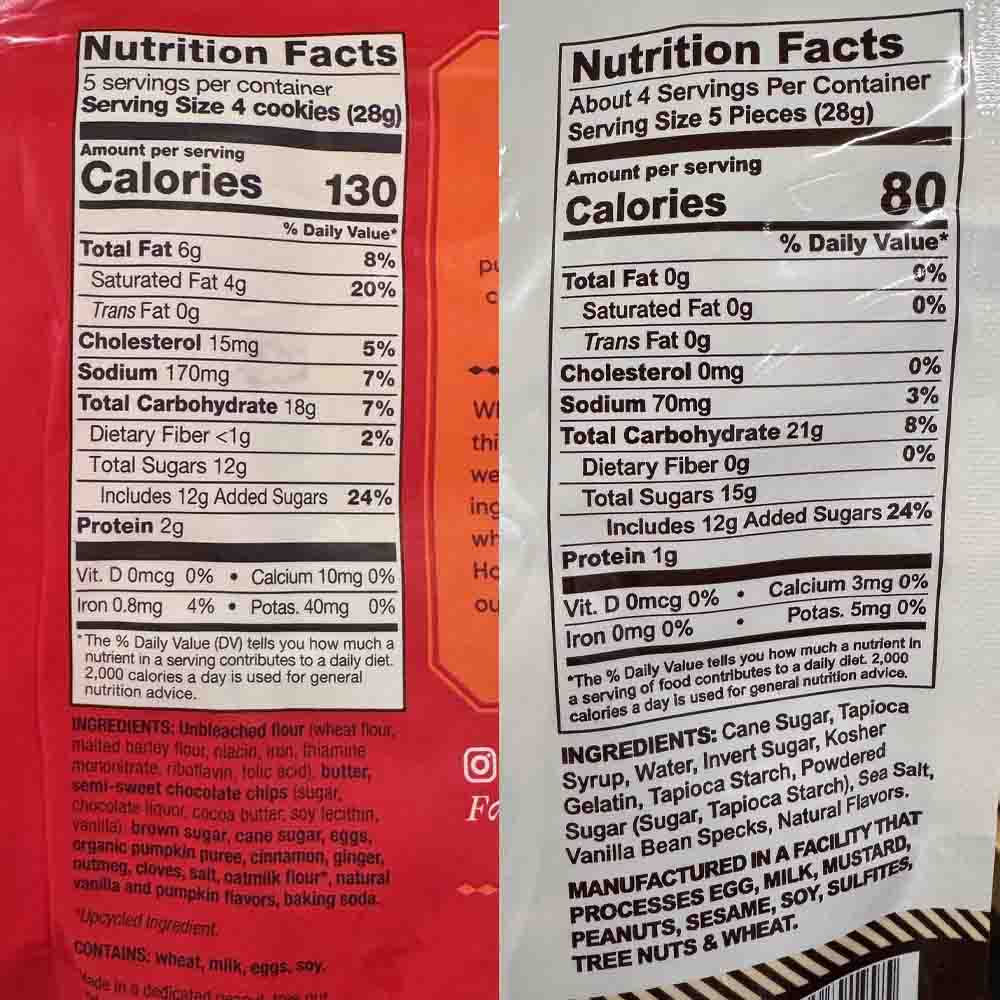 Nutrition Facts
5 servings per container
Serving Size 4 cookies (28g)
Amount per serving
Calories 130
% Daily Value*
Total Fat 6g 8%
Saturated Fat 4g 20%
Trans Fat 0g
Cholesterol 15mg 5%
Sodium 170mg 7%
Total Carbohydrate 18g 7%
Dietary Fiber <1g 2%
Total Sugars 12g
Includes 12g Added Sugars 24%
Protein 2g
Vit. D 0mcg 0% • Calcium 10mg 0%
Iron 0.8mg 4% • Potas. 40mg 0%
*The % Daily Value (DV) tells you how much a
nutrient in a serving contributes to a daily diet.
2,000 calories a day is used for general
nutrition advice.
INGREDIENTS: Unbleached flour (wheat flour,
malted barley flour, niacin, iron, thiamine
mononitrate, riboflavin, folic acid), butter,
semi-sweet chocolate chips (sugar,
chocolate liquor, cocoa butter, soy lecithin,
vanilla), brown sugar, cane sugar, eggs,
organic pumpkin puree, cinnamon, ginger,
nutmeg, cloves, salt, oatmilk flour*, natural
vanilla and pumpkin flavors, baking soda.
*Upcycled Ingredient.
CONTAINS: wheat, milk, eggs, soy.
Made in a dedicated
pu
c
Wi
thi
we
ing
wh
Ho
ou
Fo
Nutrition Facts
About 4 Servings Per Container
Serving Size 5 Pieces (28g)
Amount per serving
Calories 80
% Daily Value*
Total Fat 0g 0%
Saturated Fat 0g 0%
Trans Fat 0g
Cholesterol 0mg 0%
Sodium 70mg 3%
Total Carbohydrate 21g 8%
Dietary Fiber 0g 0%
Total Sugars 15g
Includes 12g Added Sugars 24%
Protein 1g
Vit. D 0mcg 0% • Calcium 3mg 0%
Iron 0mg 0% • Potas. 5mg 0%
*The % Daily Value tells you how much a nutrient in
a serving of food contributes to a daily diet. 2,000
calories a day is used for general nutrition advice.
INGREDIENTS: Cane Sugar, Tapioca
Syrup, Water, Invert Sugar, Kosher
Gelatin, Tapioca Starch, Powdered
Sugar (Sugar, Tapioca Starch), Sea Salt,
Vanilla Bean Specks, Natural Flavors.
MANUFACTURED IN A FACILITY THAT
PROCESSES EGG, MILK, MUSTARD,
PEANUTS, SESAME, SOY, SULFITES,
TREE NUTS & WHEAT.